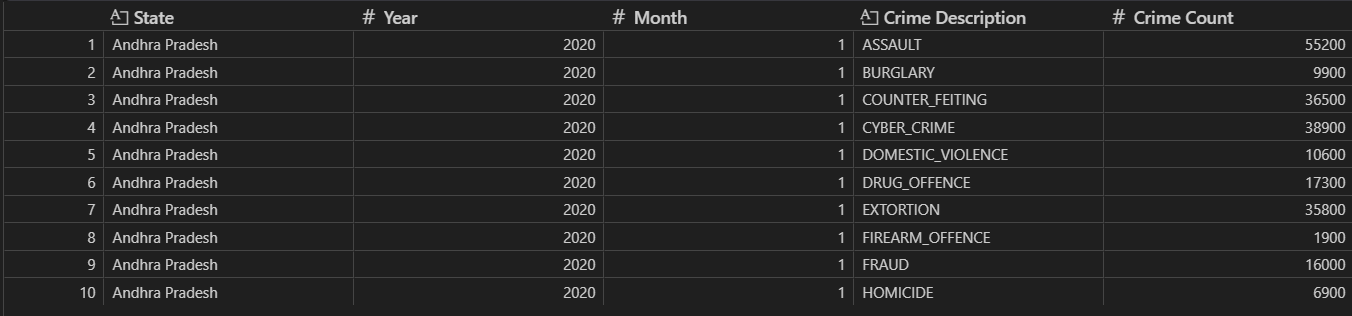 State # Year # Month Crime Description # Crime Count
1 Andhra Pradesh 2020 1 ASSAULT 55200
2 Andhra Pradesh 2020 1 BURGLARY 9900
3 Andhra Pradesh 2020 1 COUNTER_FEITING 36500
4 Andhra Pradesh 2020 1 CYBER_CRIME 38900
5 Andhra Pradesh 2020 1 DOMESTIC_VIOLENCE 10600
6 Andhra Pradesh 2020 1 DRUG_OFFENCE 17300
7 Andhra Pradesh 2020 1 EXTORTION 35800
8 Andhra Pradesh 2020 1 FIREARM_OFFENCE 1900
9 Andhra Pradesh 2020 1 FRAUD 16000
10 Andhra Pradesh 2020 1 HOMICIDE 6900